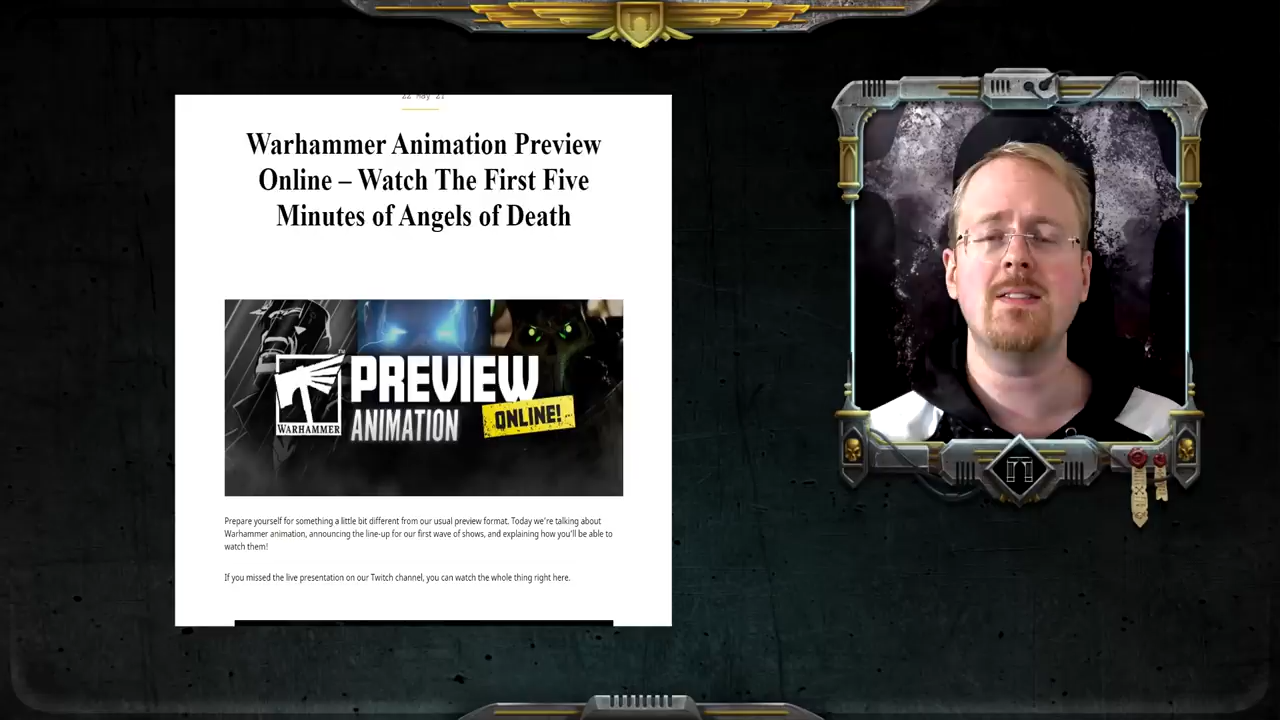 22 May 21
Warhammer Animation Preview
Online – Watch The First Five
Minutes of Angels of Death
PREVIEW
ANIMATION
ONLINE!
WARHAMMER
Prepare yourself for something a little bit different from our usual preview format. Today we're talking about
Warhammer animation, announcing the line-up for our first wave of shows, and explaining how you'll be able to
watch them!
If you missed the live presentation on our Twitch channel, you can watch the whole thing right here.